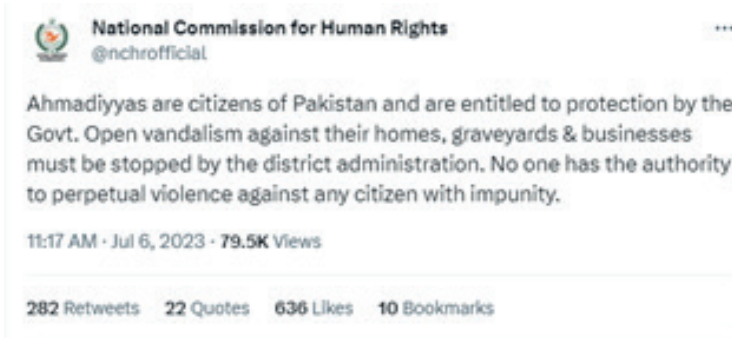 National Commission for Human Rights
@nchrofficial
Ahmadiyyas are citizens of Pakistan and are entitled to protection by the
Govt. Open vandalism against their homes, graveyards & businesses
must be stopped by the district administration. No one has the authority
to perpetual violence against any citizen with impunity.
11:17 AM · Jul 6, 2023 · 79.5K Views
282 Retweets 22 Quotes 636 Likes 10 Bookmarks